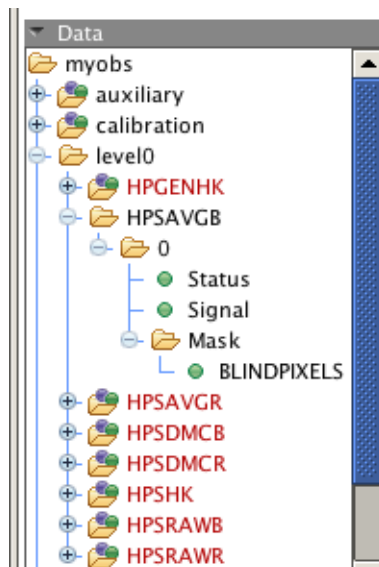 Data
myobs
auxiliary
calibration
level0
HPGENHK
HPSAVGB
0
Status
Signal
Mask
BLINDPIXELS
HPSAVGR
HPSDMCB
HPSDMCR
HPSHK
HPSRAWB
HPSRAWR